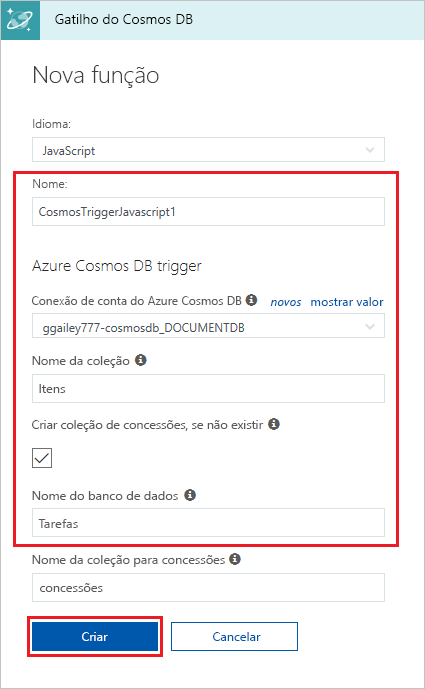 Gatilho do Cosmos DB
Nova função
Idioma:
JavaScript
Nome:
CosmosTriggerJavascript1
Azure Cosmos DB trigger
Conexão de conta do Azure Cosmos DB novos mostrar valor
ggailey777-cosmosdb_DOCUMENTDB
Nome da coleção
Itens
Criar coleção de concessões, se não existir
Nome do banco de dados
Tarefas
Nome da coleção para concessões
concessões
Criar Cancelar